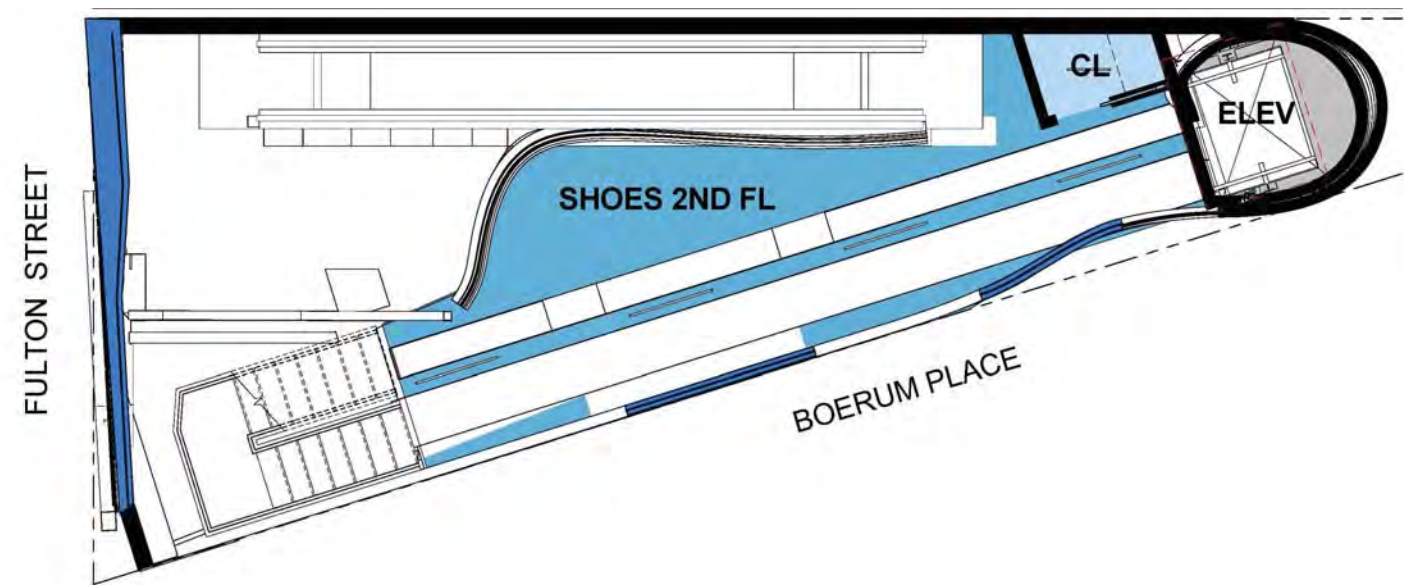 CL
ELEV
SHOES 2ND FL
FULTON STREET
BOERUM PLACE